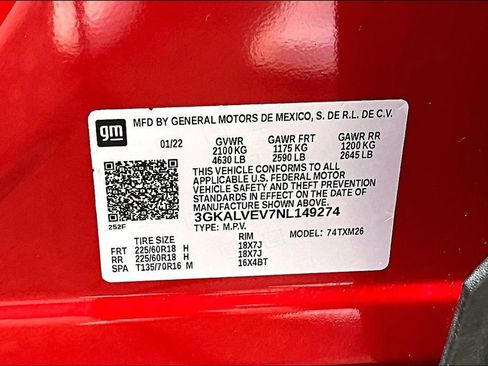 gm
MFD BY GENERAL MOTORS DE MEXICO, S. DE R.L. DE C.V.
01/22 GVWR GAWR FRT GAWR RR
2100 KG 1175 KG 1200 KG
4630 LB 2590 LB 2645 LB
THIS VEHICLE CONFORMS TO ALL
APPLICABLE U.S. FEDERAL MOTOR
VEHICLE SAFETY AND THEFT PREVENTION
STANDARDS IN EFFECT ON THE DATE OF
MANUFACTURE SHOWN ABOVE.
3GKALVEV7NL149274
252F TYPE: M.P.V. MODEL: 74TXM26
TIRE SIZE RIM
FRT 225/60R18 H 18X7J
RR 225/60R18 H 18X7J
SPA T135/70R16 M 16X4BT